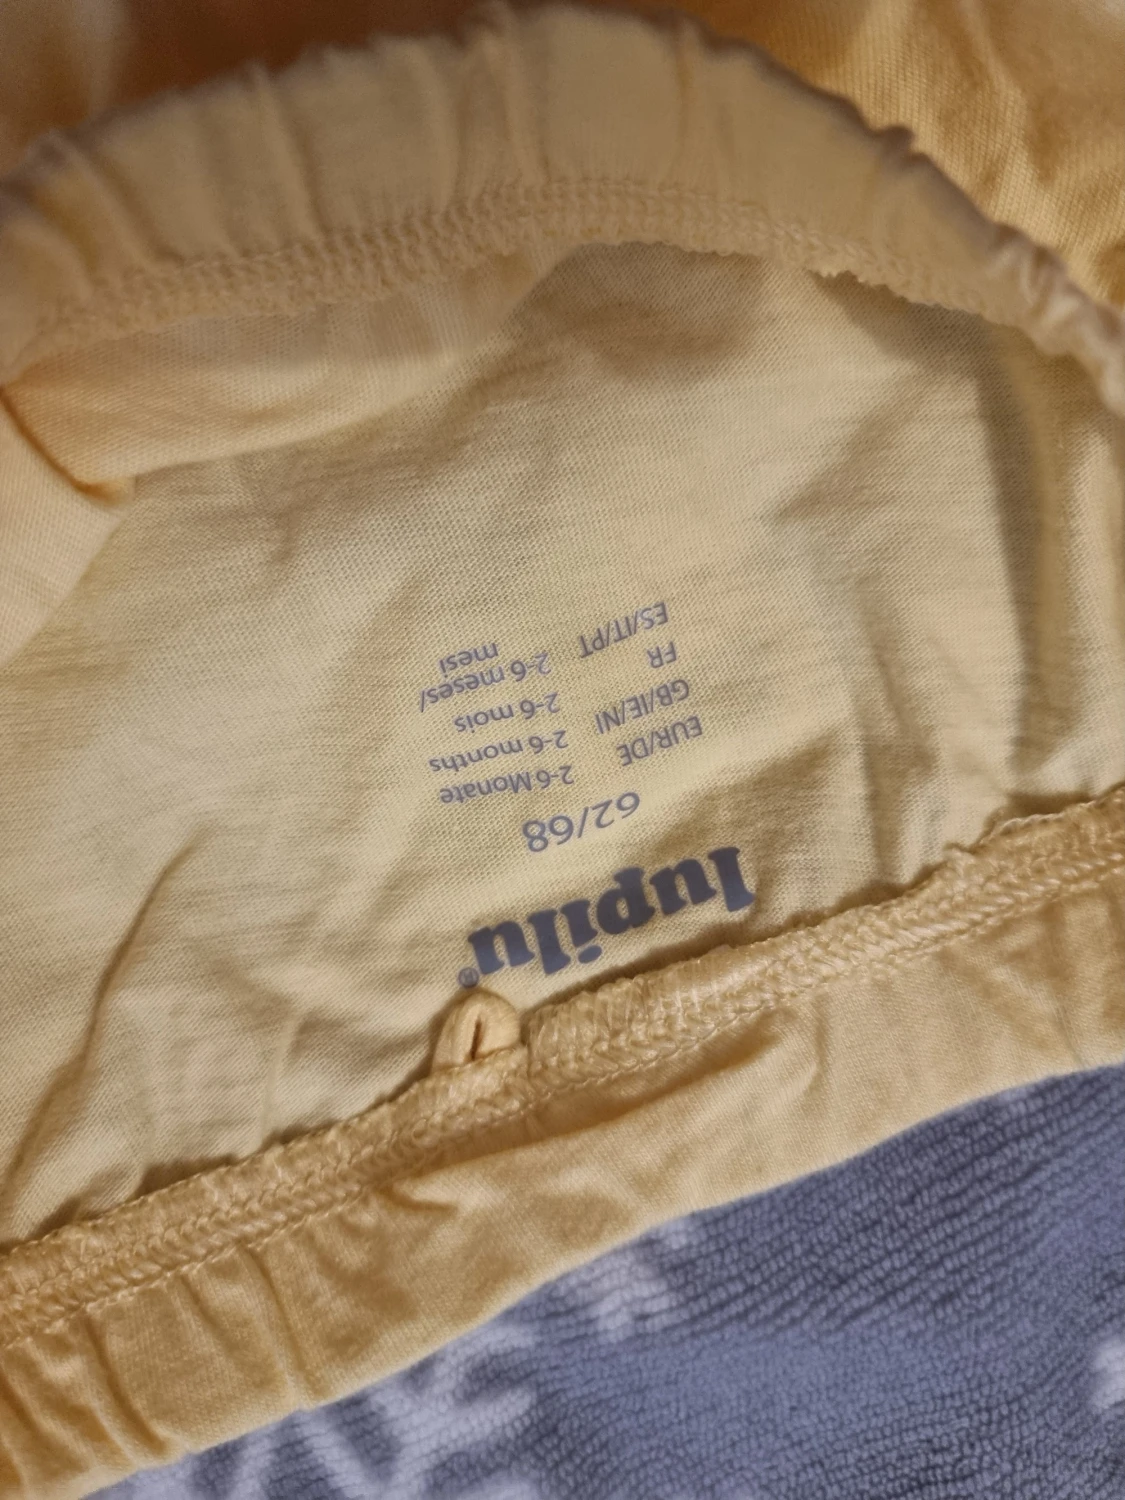 lupilu®
62/68
EUR/DE 2-6 Monate
GB/IE/NI 2-6 months
FR 2-6 mois
ES/IT/PT 2-6 meses/
mesi